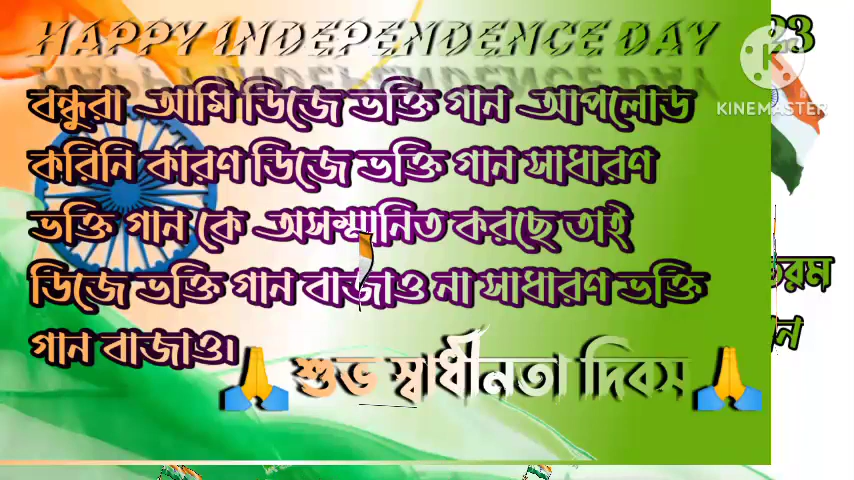 HAPPY INDEPENDENCE DAY
23
KINEMASTER
বন্ধুরা আমি ডিজে ভক্তি গান আপলোড
করিনি কারণ ডিজে ভক্তি গান সাধারণ
ভক্তি গান কে অসম্মানিত করছে তাই
ডিজে ভক্তি গান বাজাও না সাধারণ ভক্তি
গান বাজাও।
শুভ স্বাধীনতা দিবস